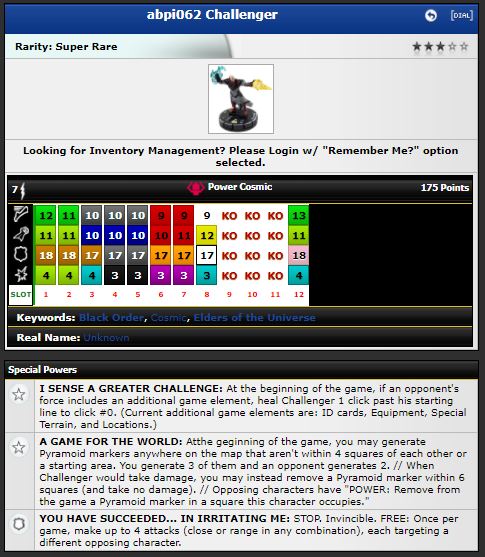 abpi062 Challenger
[DIAL]
Rarity: Super Rare
Looking for Inventory Management? Please Login w/ "Remember Me?" option
selected.
7 Power Cosmic 175 Points
12 11 10 10 10 9 9 9 KO KO KO 13
11 11 10 10 10 10 11 12 KO KO KO 11
18 18 17 17 17 17 17 17 KO KO KO 18
4 4 4 3 3 3 3 3 KO KO KO 4
SLOT 1 2 3 4 5 6 7 8 9 10 11 12
Keywords: Black Order, Cosmic, Elders of the Universe
Real Name: Unknown
Special Powers
I SENSE A GREATER CHALLENGE: At the beginning of the game, if an opponent's
force includes an additional game element, heal Challenger 1 click past his
starting line to click #0. (Current additional game elements are: ID cards, Equipment, Special
Terrain, and Locations.)
A GAME FOR THE WORLD: Atthe geginning of the game, you may generate
Pyramoid markers anywhere on the map that aren't within 4 squares of each other or
a starting area. You generate 3 of them and an opponent generates 2. // When
Challenger would take damage, you may instead remove a Pyramoid marker within 6
squares (and take no damage). // Opposing characters have "POWER: Remove from
the game a Pyramoid marker in a square this character occupies."
YOU HAVE SUCCEEDED... IN IRRITATING ME: STOP. Invincible. FREE: Once per
game, make up to 4 attacks (close or range in any combination), each targeting a
different opposing character.